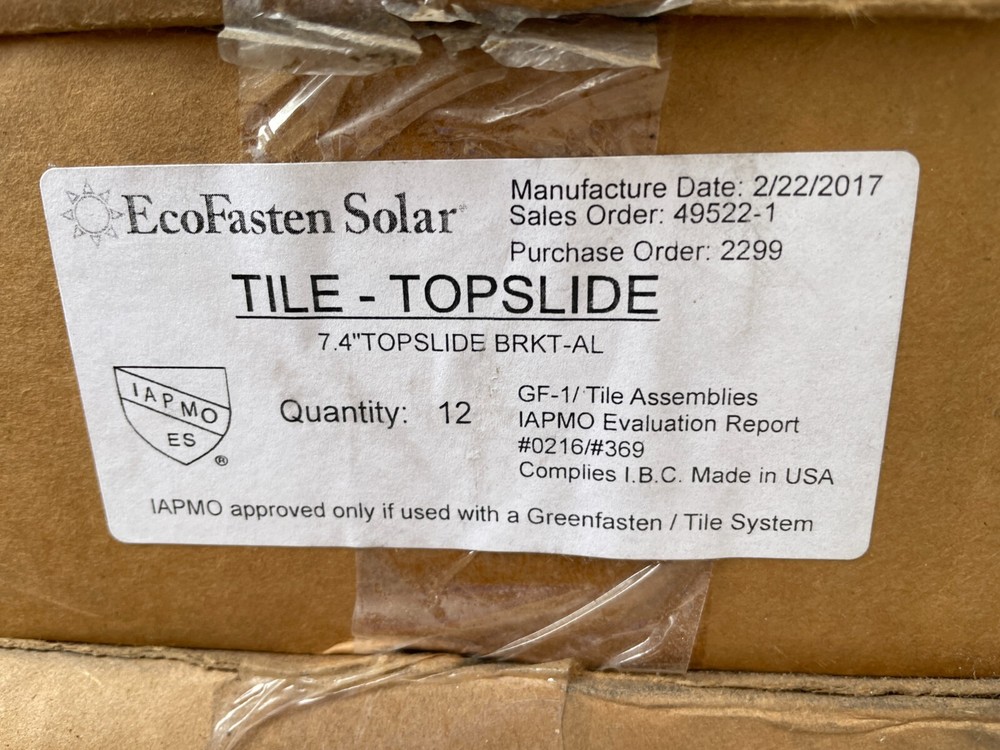 EcoFasten Solar
Manufacture Date: 2/22/2017
Sales Order: 49522-1
Purchase Order: 2299
TILE - TOPSLIDE
7.4"TOPSLIDE BRKT-AL
IAPMO
ES
®
Quantity: 12
GF-1/ Tile Assemblies
IAPMO Evaluation Report
#0216/#369
Complies I.B.C. Made in USA
IAPMO approved only if used with a Greenfasten / Tile System